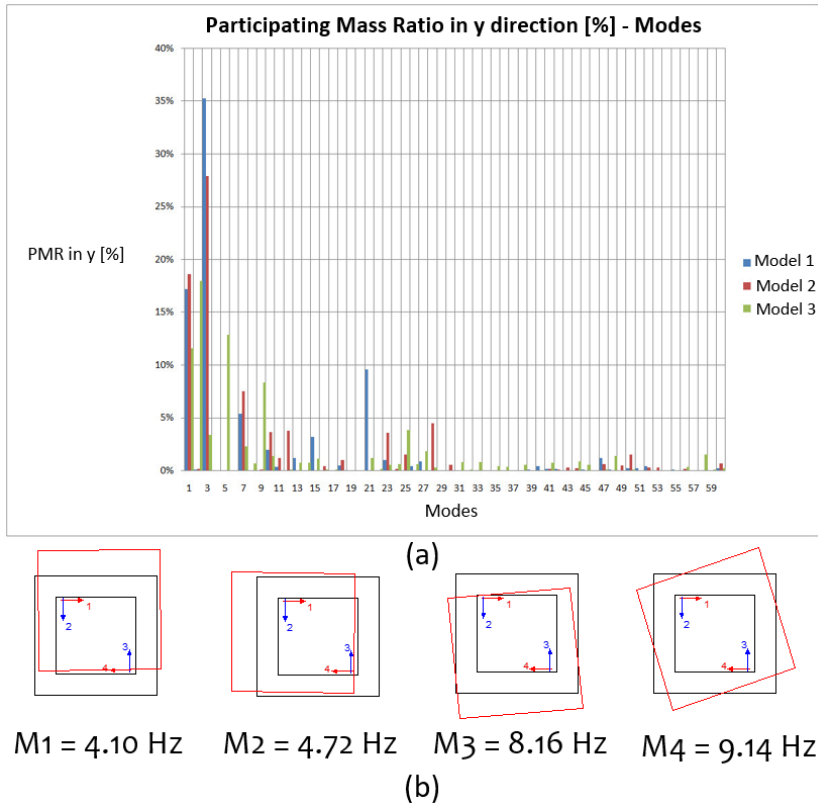 Participating Mass Ratio in y direction [%] - Modes
40%
35%
30%
25%
20%
15%
10%
5%
0%
PMR in y [%]
Model 1
Model 2
Model 3
1 3 5 7 9 11 13 15 17 19 21 23 25 27 29 31 33 35 37 39 41 43 45 47 49 51 53 55 57 59
Modes
(a)
1 2 3 4
1 2 3 4
1 2 3 4
1 2 3 4
M1 = 4.10 Hz M2 = 4.72 Hz M3 = 8.16 Hz M4 = 9.14 Hz
(b)